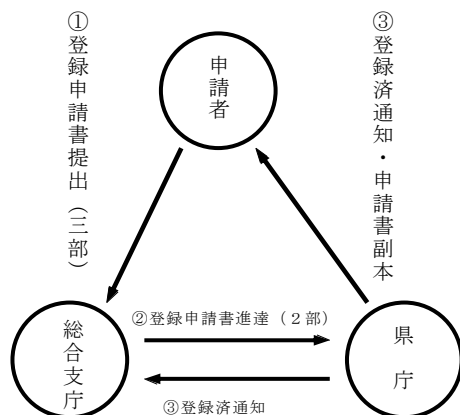 ①登録申請書提出（三部）
申請者
③登録済通知・申請書副本
総合支庁
②登録申請書進達（２部）
県庁
③登録済通知